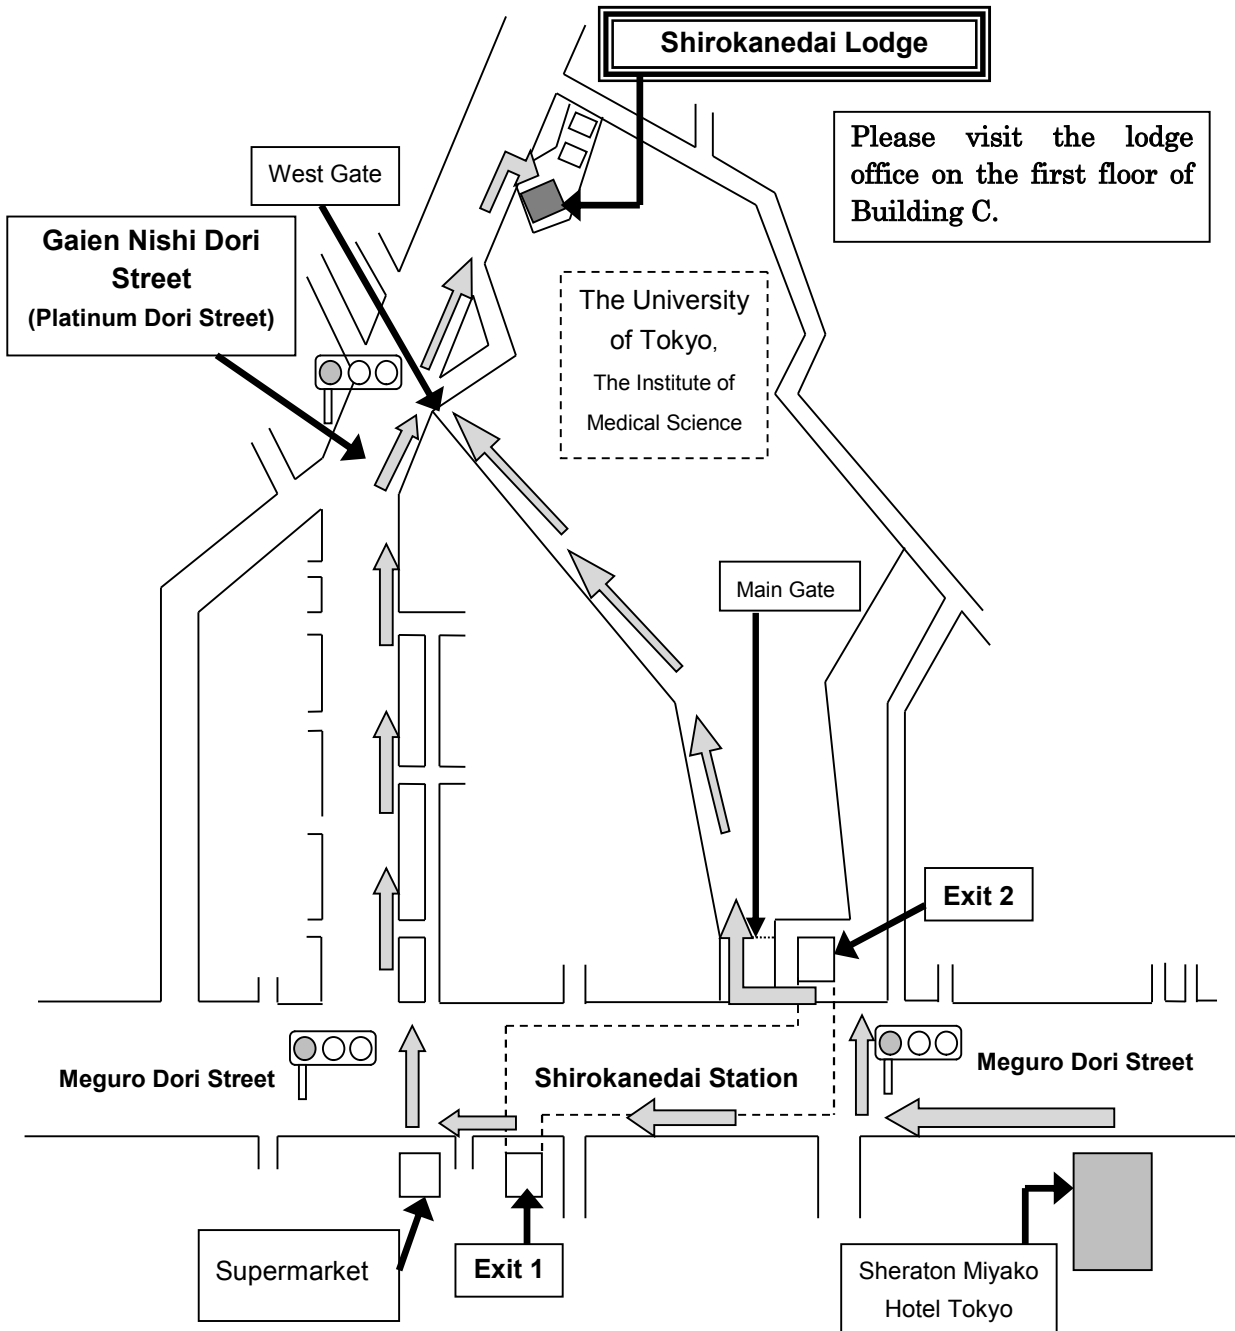 Shirokanedai Lodge
Please visit the lodge
office on the first floor of
Building C.
West Gate
Gaien Nishi Dori
Street
(Platinum Dori Street)
The University
of Tokyo,
The Institute of
Medical Science
Main Gate
Exit 2
Meguro Dori Street
Shirokanedai Station
Meguro Dori Street
Supermarket
Exit 1
Sheraton Miyako
Hotel Tokyo